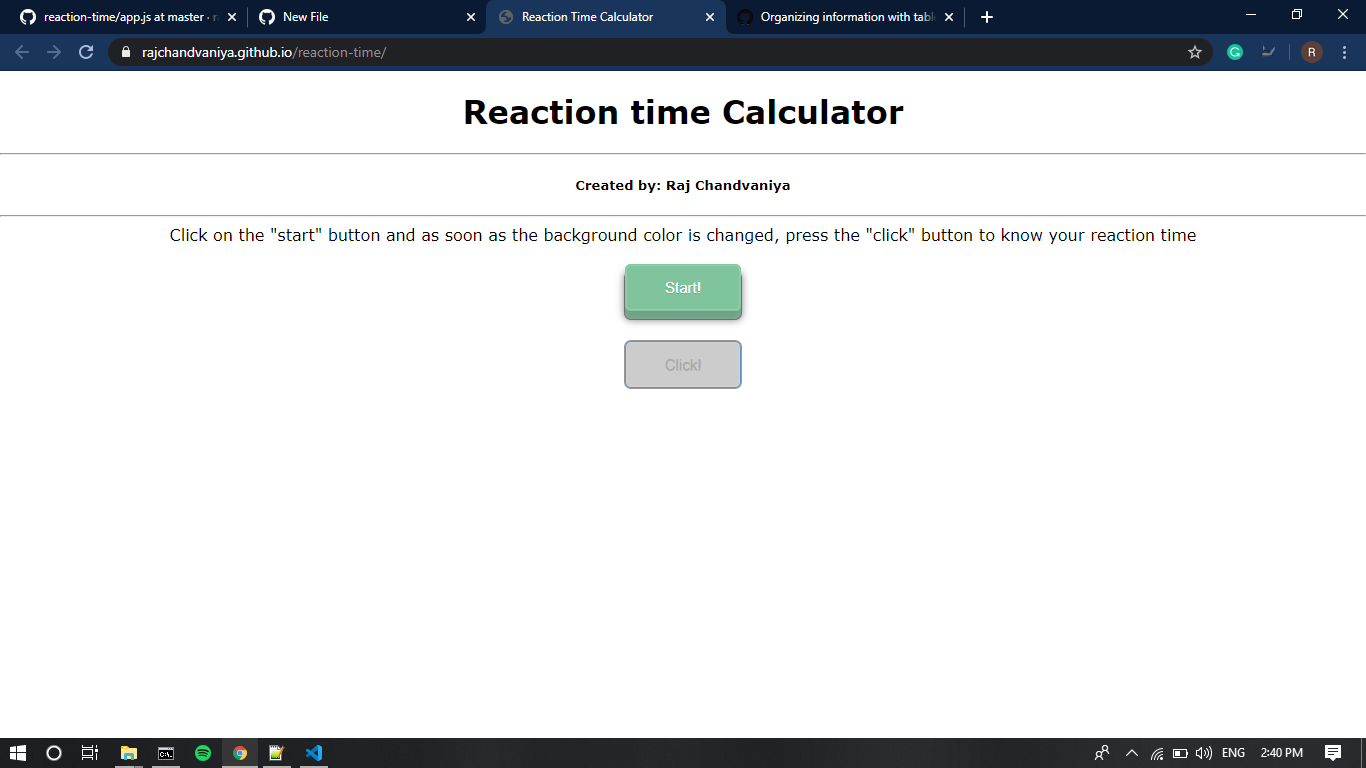 reaction-time/app.js at master ·
New File
Reaction Time Calculator
Organizing information with tabl
rajchandvaniya.github.io/reaction-time/
G
R
Reaction time Calculator
Created by: Raj Chandvaniya
Click on the "start" button and as soon as the background color is changed, press the "click" button to know your reaction time
Start!
Click!
C:\.
ENG
2:40 PM